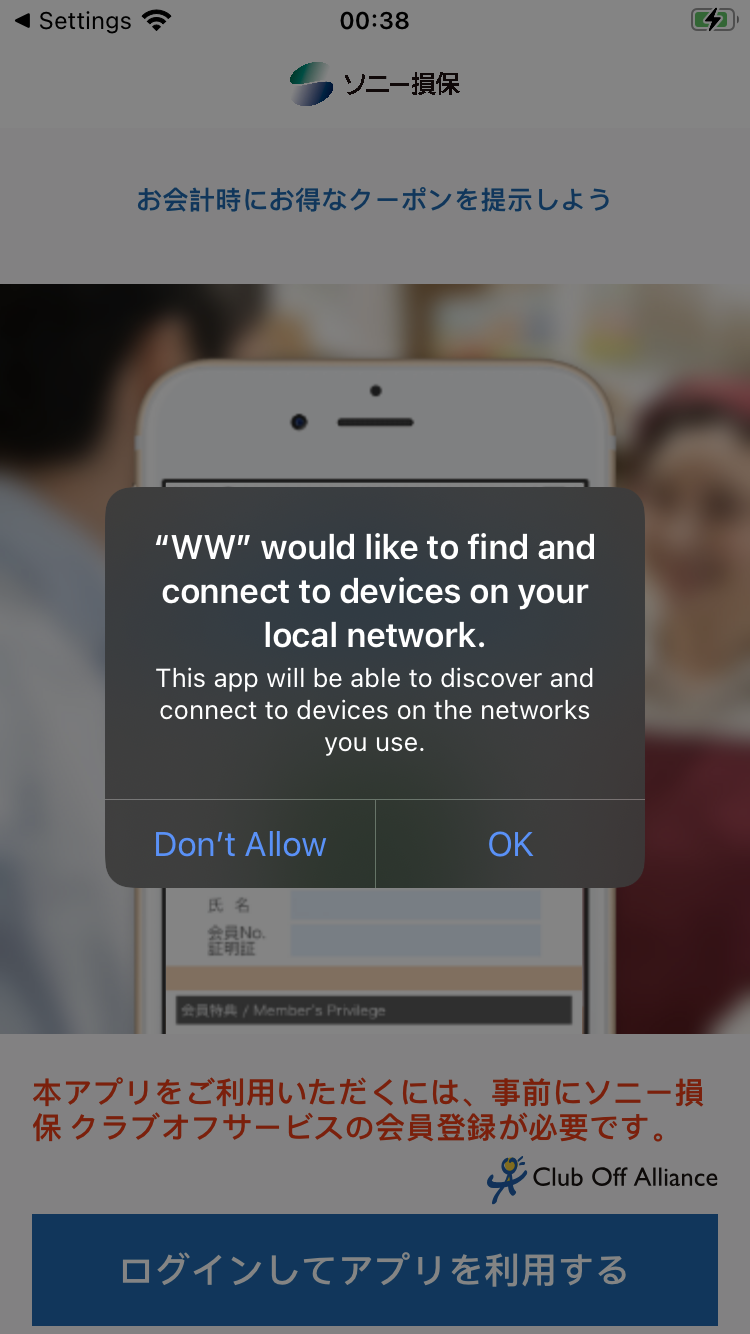 Settings
00:38
ソニー損保
お会計時にお得なクーポンを提示しよう
“WW” would like to find and
connect to devices on your
local network.
This app will be able to discover and
connect to devices on the networks
you use.
Don’t Allow
OK
氏 名
会員No.
証明証
会員特典 / Member's Privilege
本アプリをご利用いただくには、事前にソニー損
保 クラブオフサービスの会員登録が必要です。
Club Off Alliance
ログインしてアプリを利用する